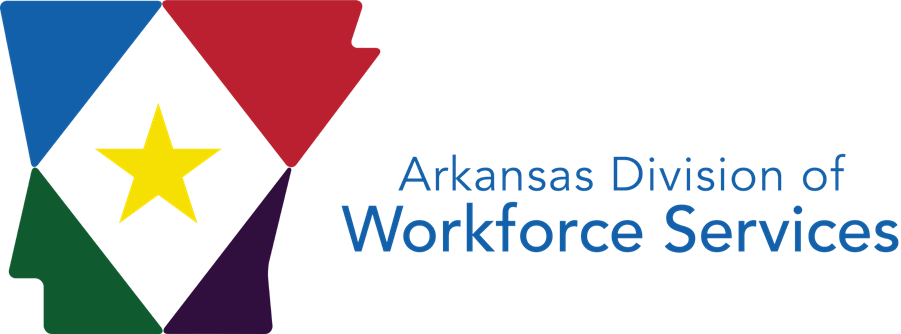 Arkansas Division of
Workforce Services